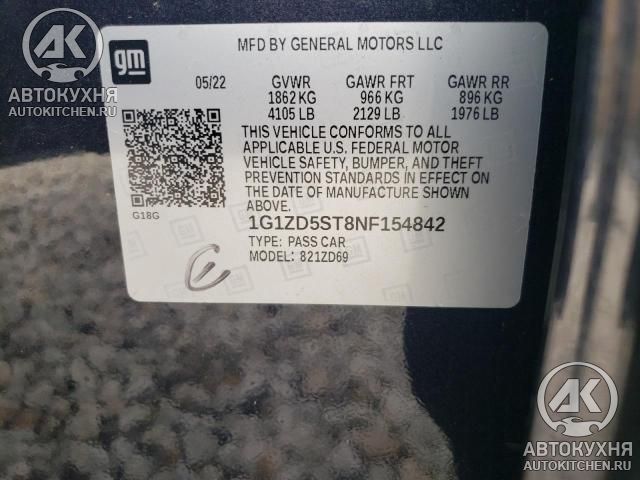 gm
MFD BY GENERAL MOTORS LLC
05/22 GVWR GAWR FRT GAWR RR
1862 KG 966 KG 896 KG
4105 LB 2129 LB 1976 LB
THIS VEHICLE CONFORMS TO ALL
APPLICABLE U.S. FEDERAL MOTOR
VEHICLE SAFETY, BUMPER, AND THEFT
PREVENTION STANDARDS IN EFFECT ON
THE DATE OF MANUFACTURE SHOWN
ABOVE.
G18G
1G1ZD5ST8NF154842
TYPE: PASS CAR
MODEL: 821ZD69
АК
АВТОКУХНЯ
AUTOKITCHEN.RU
АК
АВТОКУХНЯ
AUTOKITCHEN.RU